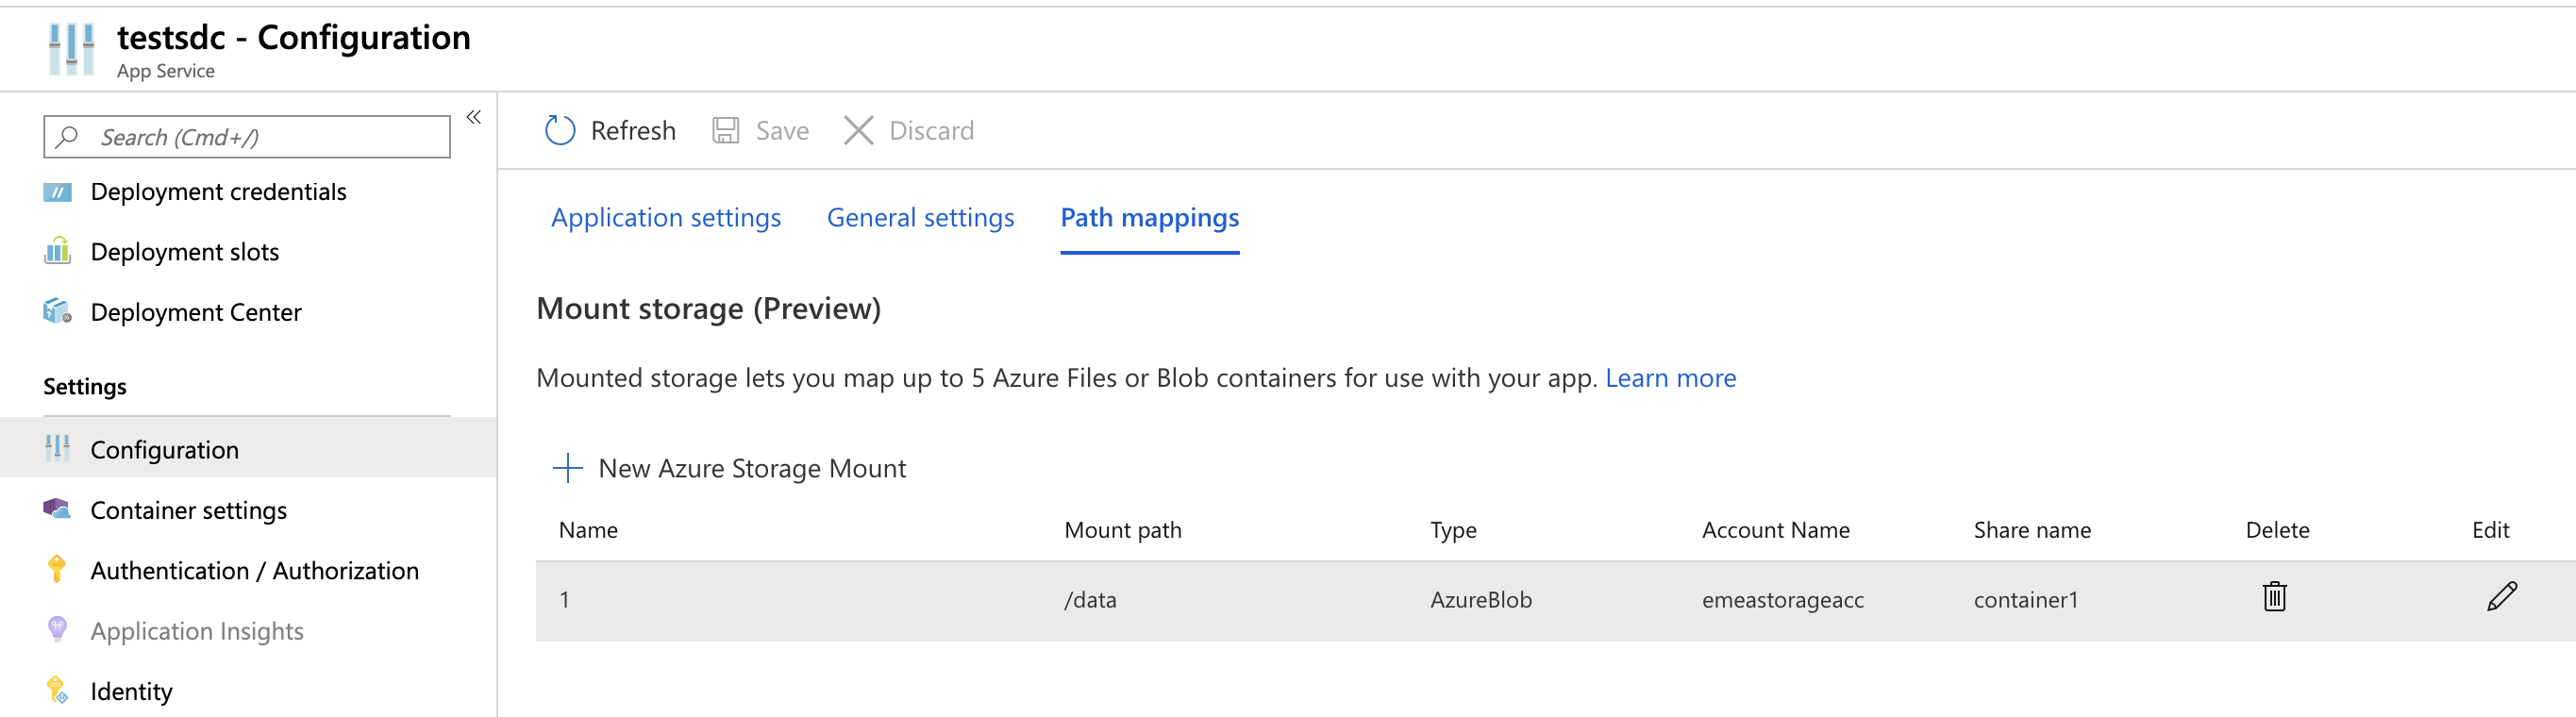 testsdc - Configuration
App Service
Search (Cmd+/)
«
Deployment credentials
Deployment slots
Deployment Center
Settings
Configuration
Container settings
Authentication / Authorization
Application Insights
Identity
Refresh Save Discard
Application settings General settings Path mappings
Mount storage (Preview)
Mounted storage lets you map up to 5 Azure Files or Blob containers for use with your app. Learn more
New Azure Storage Mount
Name Mount path Type Account Name Share name Delete Edit
1 /data AzureBlob emeastorageacc container1